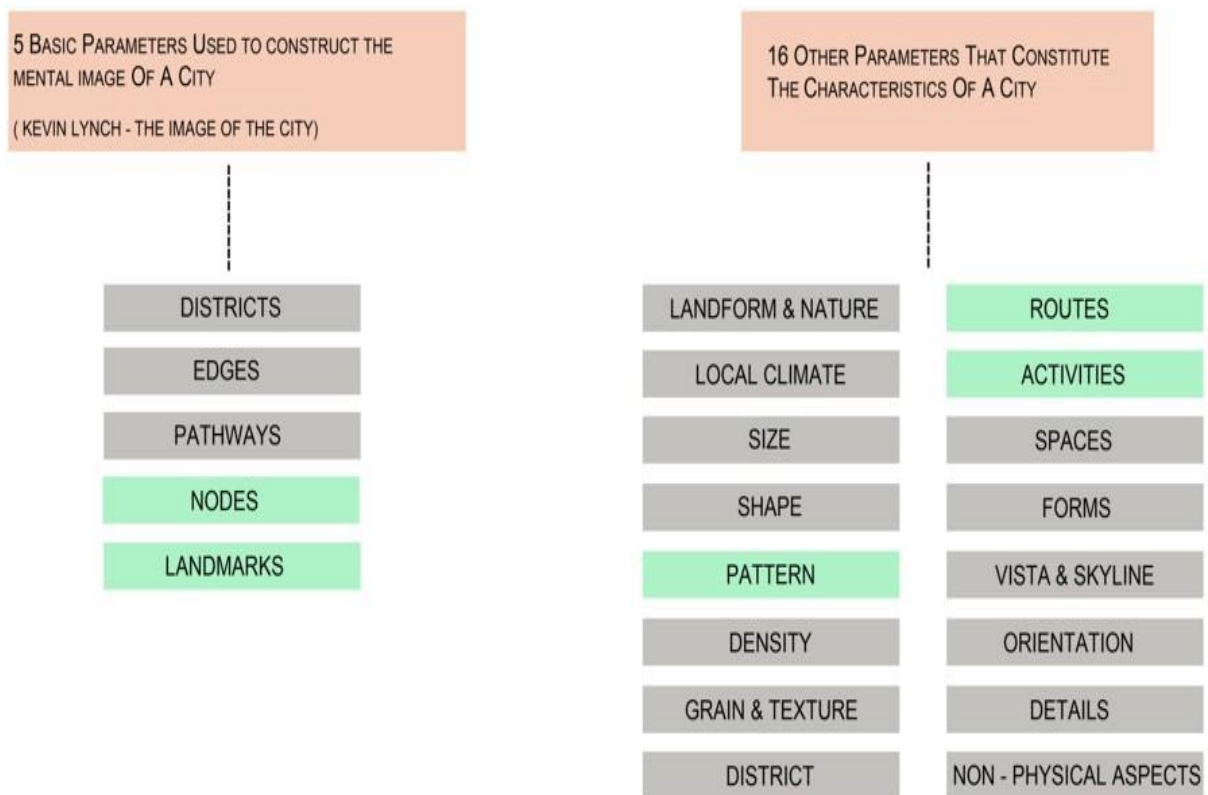 5 BASIC PARAMETERS USED TO CONSTRUCT THE
MENTAL IMAGE OF A CITY
( KEVIN LYNCH - THE IMAGE OF THE CITY)
DISTRICTS
EDGES
PATHWAYS
NODES
LANDMARKS
16 OTHER PARAMETERS THAT CONSTITUTE
THE CHARACTERISTICS OF A CITY
LANDFORM & NATURE
LOCAL CLIMATE
SIZE
SHAPE
PATTERN
DENSITY
GRAIN & TEXTURE
DISTRICT
ROUTES
ACTIVITIES
SPACES
FORMS
VISTA & SKYLINE
ORIENTATION
DETAILS
NON - PHYSICAL ASPECTS